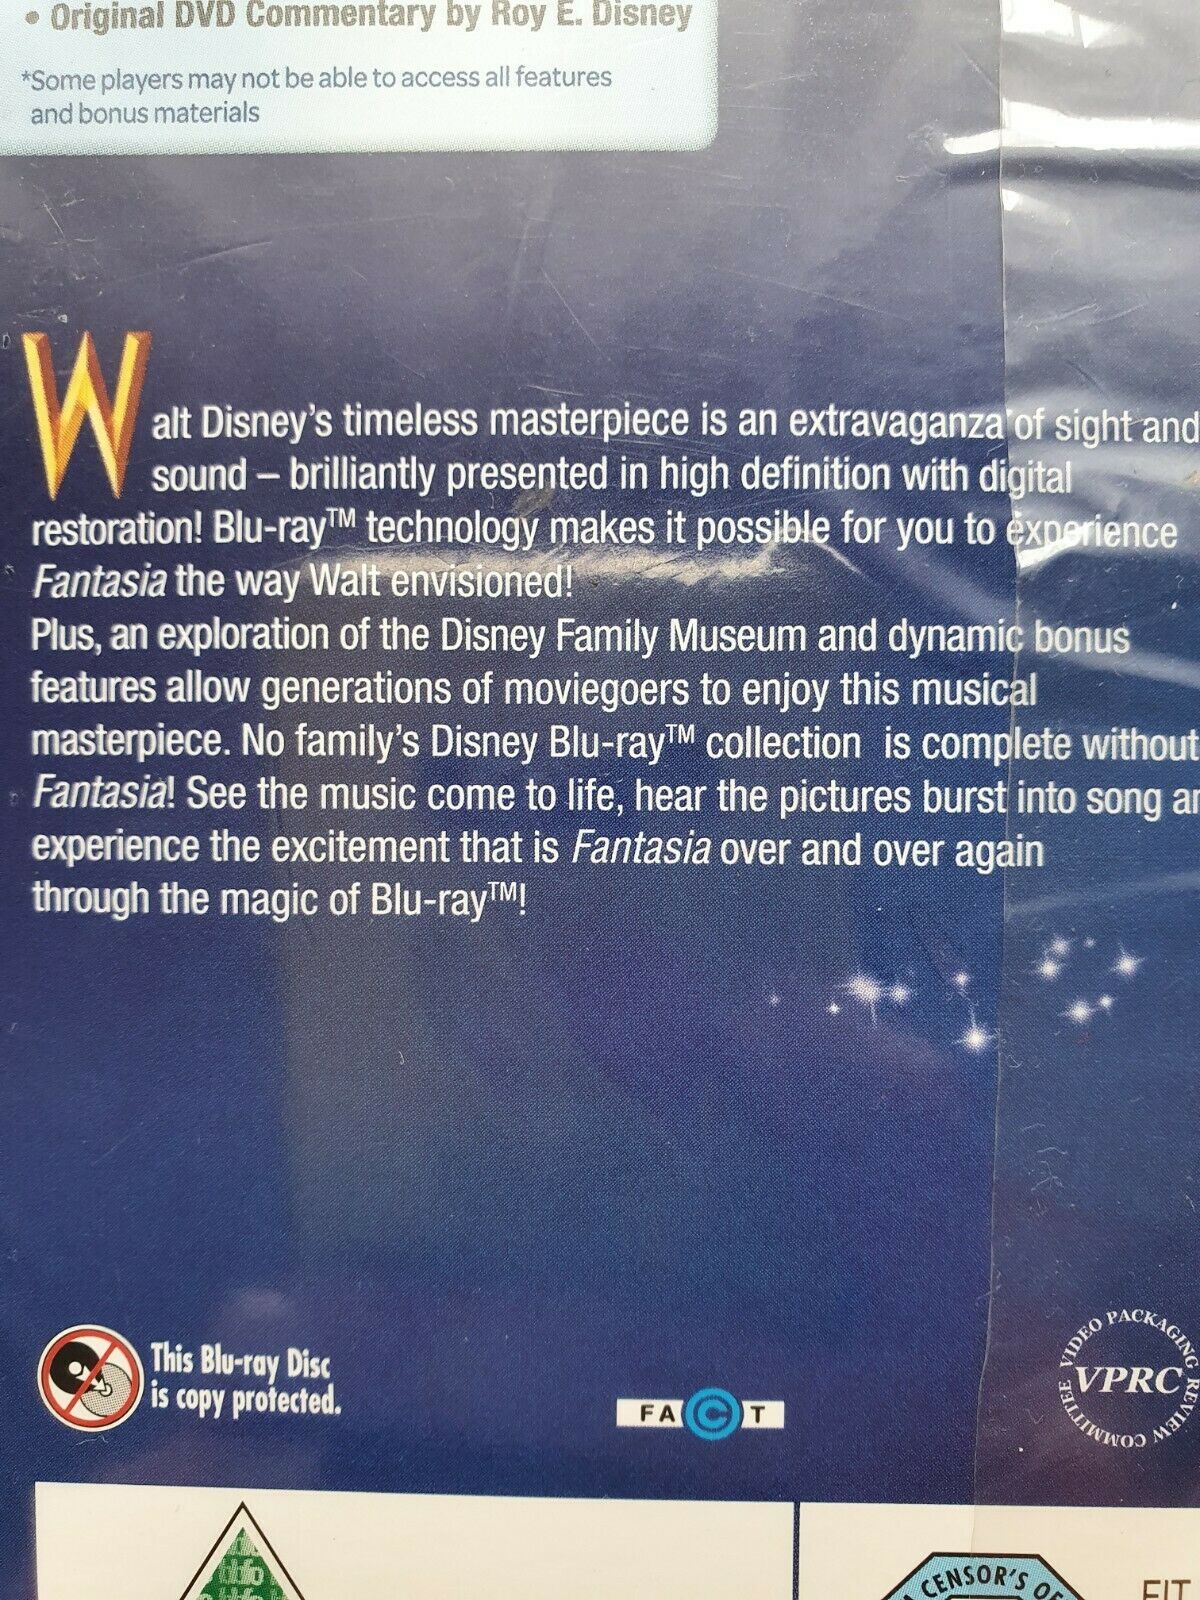 • Original DVD Commentary by Roy E. Disney
*Some players may not be able to access all features
and bonus materials
Walt Disney's timeless masterpiece is an extravaganza of sight and
sound – brilliantly presented in high definition with digital
restoration! Blu-ray™ technology makes it possible for you to experience
Fantasia the way Walt envisioned!
Plus, an exploration of the Disney Family Museum and dynamic bonus
features allow generations of moviegoers to enjoy this musical
masterpiece. No family's Disney Blu-ray™ collection is complete without
Fantasia! See the music come to life, hear the pictures burst into song
experience the excitement that is Fantasia over and over again
through the magic of Blu-ray™!
This Blu-ray Disc
is copy protected.
FACT
VIDEO PACKAGING REVIEW COMMITTEE
VPRC
CENSOR'S
FIT